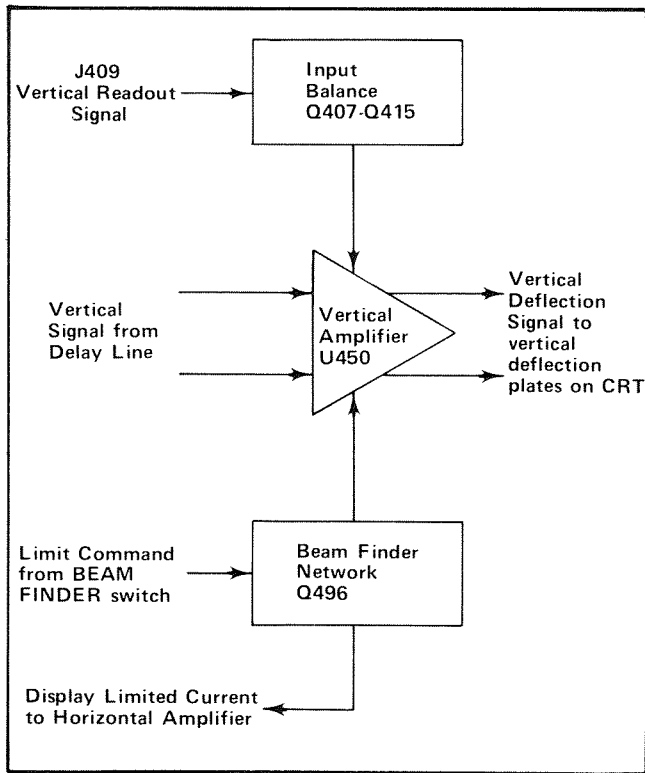 J409
Vertical Readout
Signal
Input
Balance
Q407-Q415
Vertical
Signal from
Delay Line
Vertical
Amplifier
U450
Vertical
Deflection
Signal to
vertical
deflection
plates on CRT
Limit Command
from BEAM
FINDER switch
Beam Finder
Network
Q496
Display Limited Current
to Horizontal Amplifier